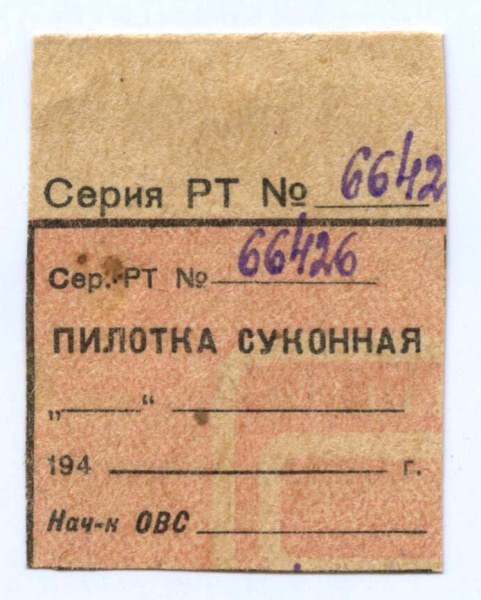 Серия РТ № 6642
Сер. РТ № 66426
ПИЛОТКА СУКОННАЯ
„ “
194 г.
Нач-к ОВС